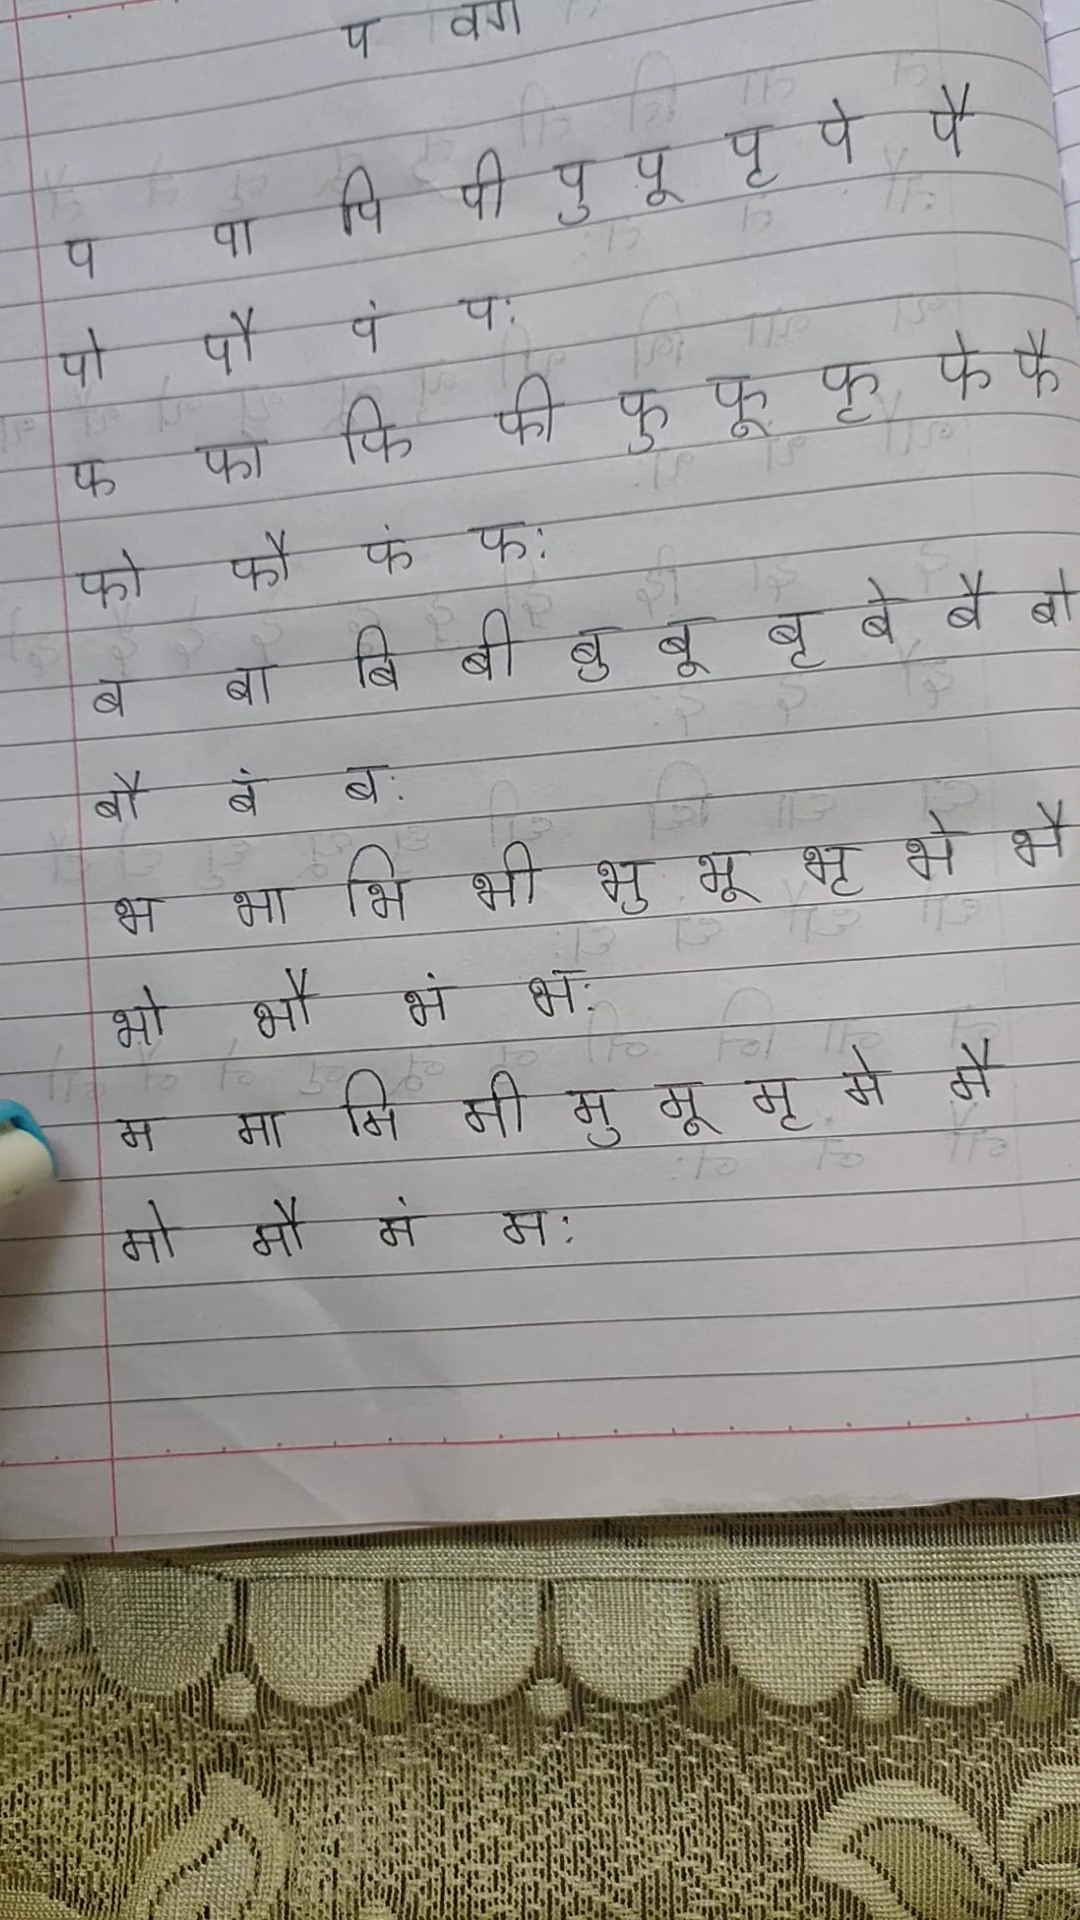 प वर्ग
प पा पि पी पु पू पृ पे पै
पो पौ पं पः
फ फा फि फी फु फू फृ फे फै
फो फौ फं फः
ब बा बि बी बु बू बृ बे बै बो
बौ बं बः
भ भा भि भी भु भू भृ भे भै
भो भौ भं भः
म मा मि मी मु मू मृ मे मै
मो मौ मं मः